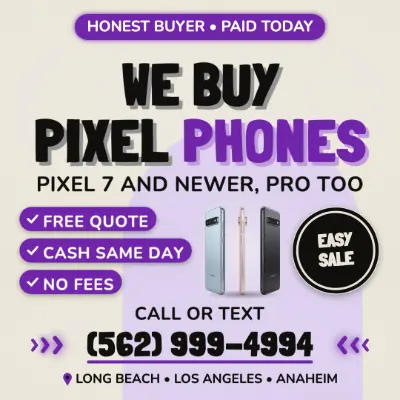 HONEST BUYER • PAID TODAY
WE BUY
PIXEL PHONES
PIXEL 7 AND NEWER, PRO TOO
FREE QUOTE
CASH SAME DAY
NO FEES
EASY
SALE
CALL OR TEXT
(562) 999-4994
LONG BEACH • LOS ANGELES • ANAHEIM